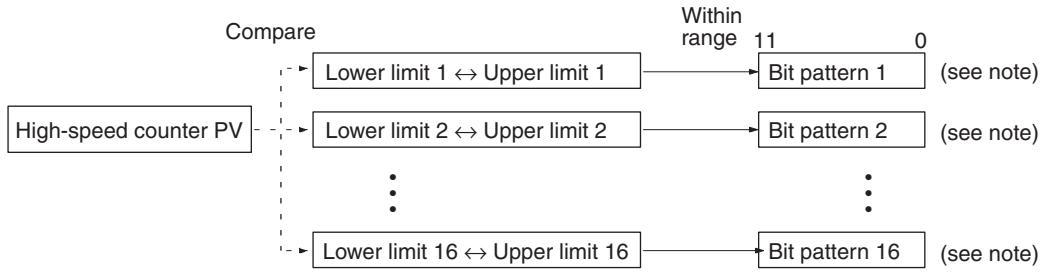 Compare
Within
range
11 0
Lower limit 1 ↔ Upper limit 1
Bit pattern 1
(see note)
High-speed counter PV
Lower limit 2 ↔ Upper limit 2
Bit pattern 2
(see note)
Lower limit 16 ↔ Upper limit 16
Bit pattern 16
(see note)